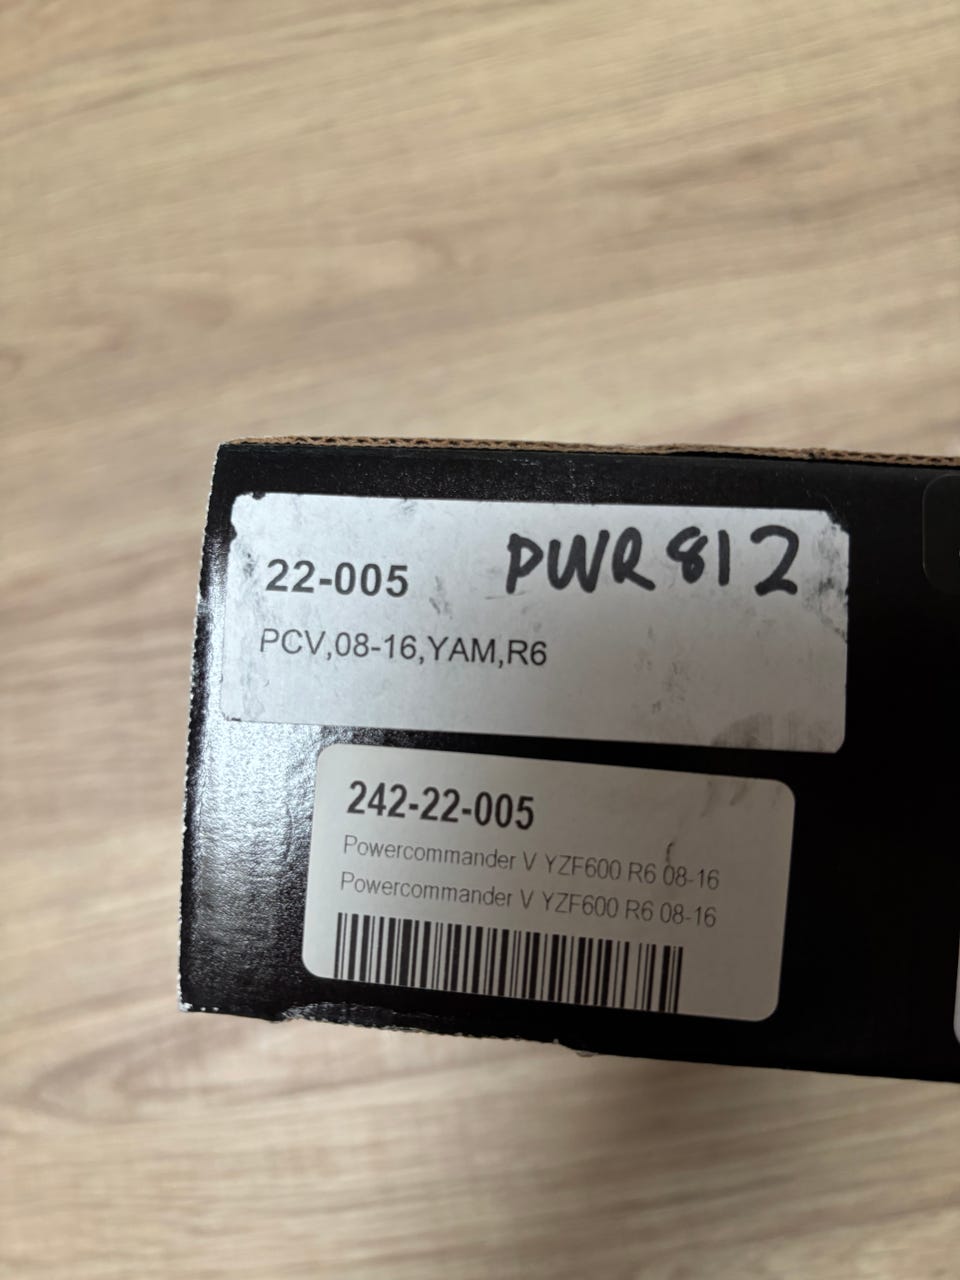 22-005
PWR 812
PCV,08-16,YAM,R6
242-22-005
Powercommander V YZF600 R6 08-16
Powercommander V YZF600 R6 08-16